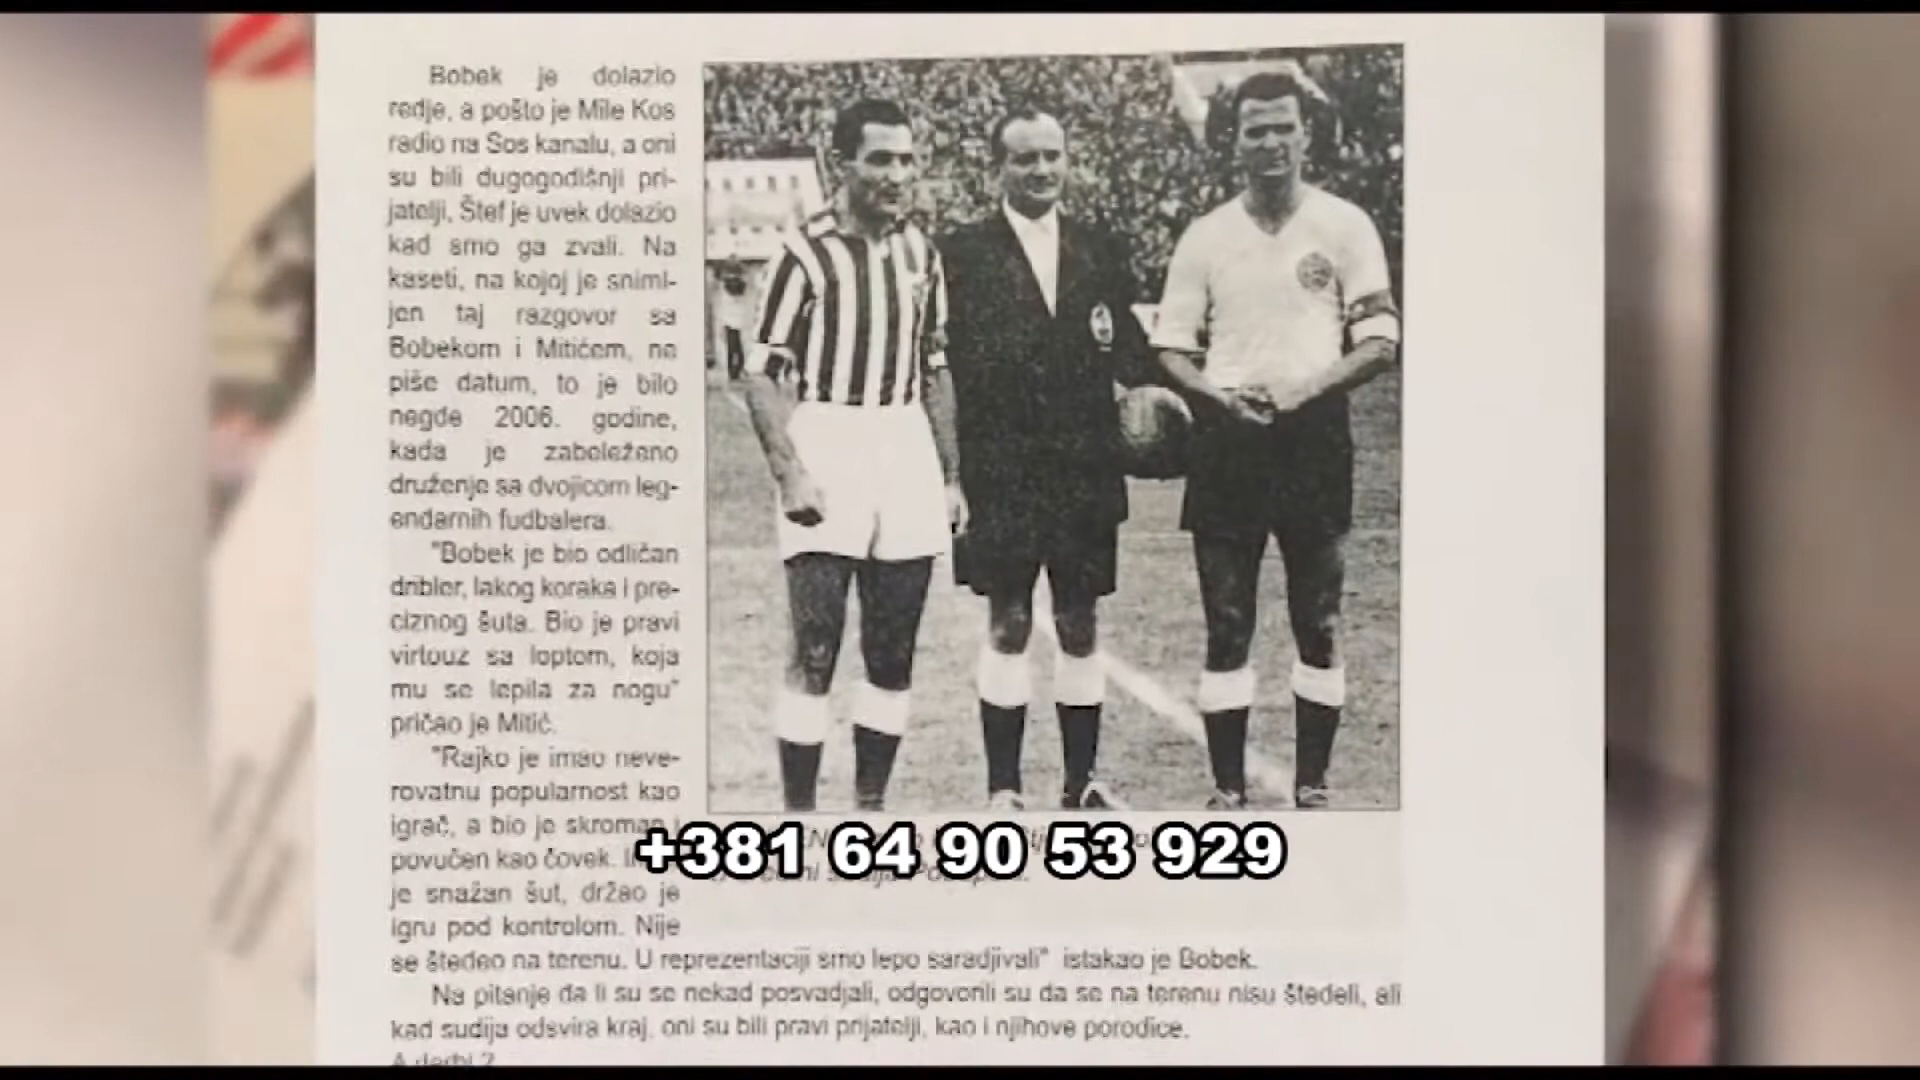 Bobek je dolazio
redje, a pošto je Mile Kos
radio na Sos kanalu, a oni
su bili dugogodišnji pri-
jatelji, Štef je uvek dolazio
kad smo ga zvali. Na
kaseti, na kojoj je sniml-
jen taj razgovor sa
Bobekom i Mitićem, ne
piše datum, to je bilo
negde 2006. godine,
kada je zabeleženo
druženje sa dvojicom leg-
endarnih fudbalera.
"Bobek je bio odličan
dribler, lakog koraka i pre-
ciznog šuta. Bio je pravi
virtouz sa loptom, koja
mu se lepila za nogu"
pričao je Mitić.
"Rajko je imao neve-
rovatnu popularnost kao
igrač, a bio je skroman i
povučen kao čovek.
je snažan šut, držao je
igru pod kontrolom. Nije
se štedeo na terenu. U reprezentaciji smo lepo saradjivali" istakao je Bobek.
Na pitanje da li su se nekad posvadjali, odgovorili su da se na terenu nisu štedeli, ali
kad sudija odsvira kraj, oni su bili pravi prijatelji, kao i njihove porodice.
A derbi ?
+381 64 90 53 929